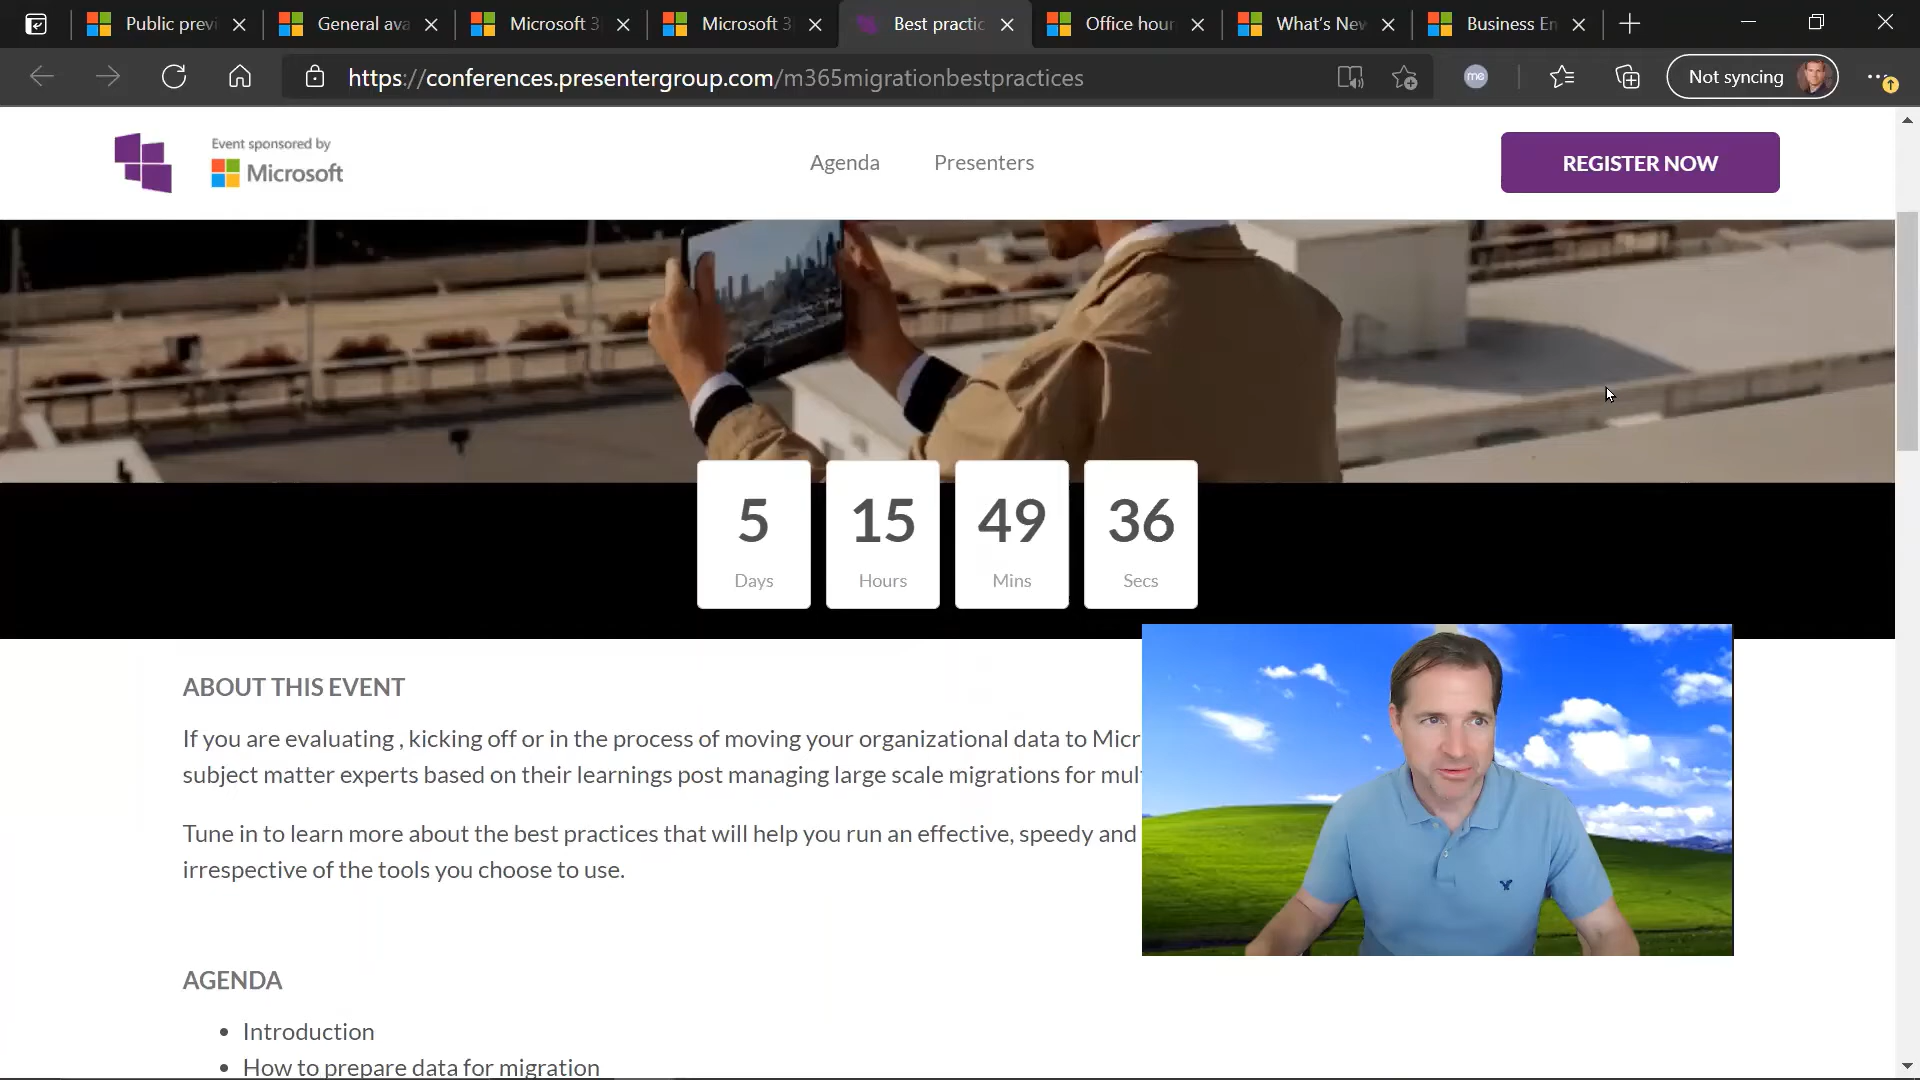 Public previ
General ava
Microsoft 3
Microsoft 3
Best practic
Office hour
What's New
Business En
https://conferences.presentergroup.com/m365migrationbestpractices
me
Not syncing
Event sponsored by
Microsoft
Agenda
Presenters
REGISTER NOW
5
15
49
36
Days
Hours
Mins
Secs
ABOUT THIS EVENT
If you are evaluating , kicking off or in the process of moving your organizational data to Micr
subject matter experts based on their learnings post managing large scale migrations for mul
Tune in to learn more about the best practices that will help you run an effective, speedy and
irrespective of the tools you choose to use.
AGENDA
• Introduction
• How to prepare data for migration